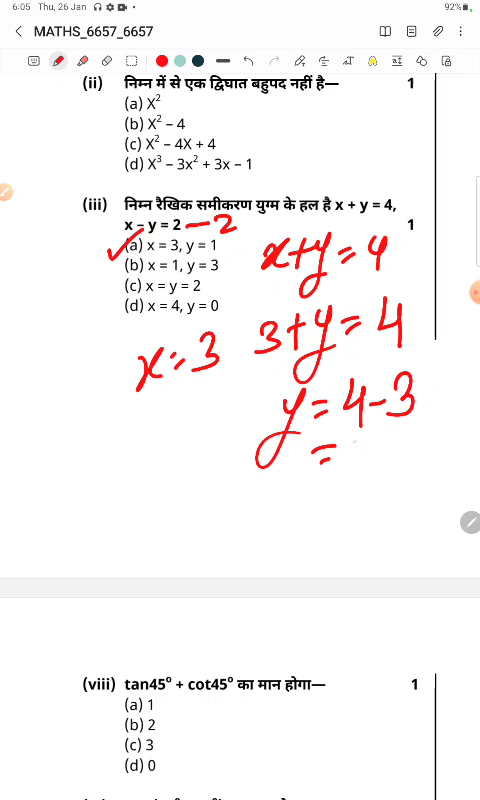 6:05 Thu, 26 Jan 92%
MATHS_6657_6657
(ii) निम्न में से एक द्विघात बहुपद नहीं है— 1
(a) X²
(b) X² – 4
(c) X² – 4X + 4
(d) X³ – 3x² + 3x – 1
(iii) निम्न रैखिक समीकरण युग्म के हल है x + y = 4,
x – y = 2 —2 1
(a) x = 3, y = 1
(b) x = 1, y = 3
(c) x = y = 2
(d) x = 4, y = 0
x+y=4
3+y=4
x=3
y=4-3
=
(viii) tan45° + cot45° का मान होगा— 1
(a) 1
(b) 2
(c) 3
(d) 0